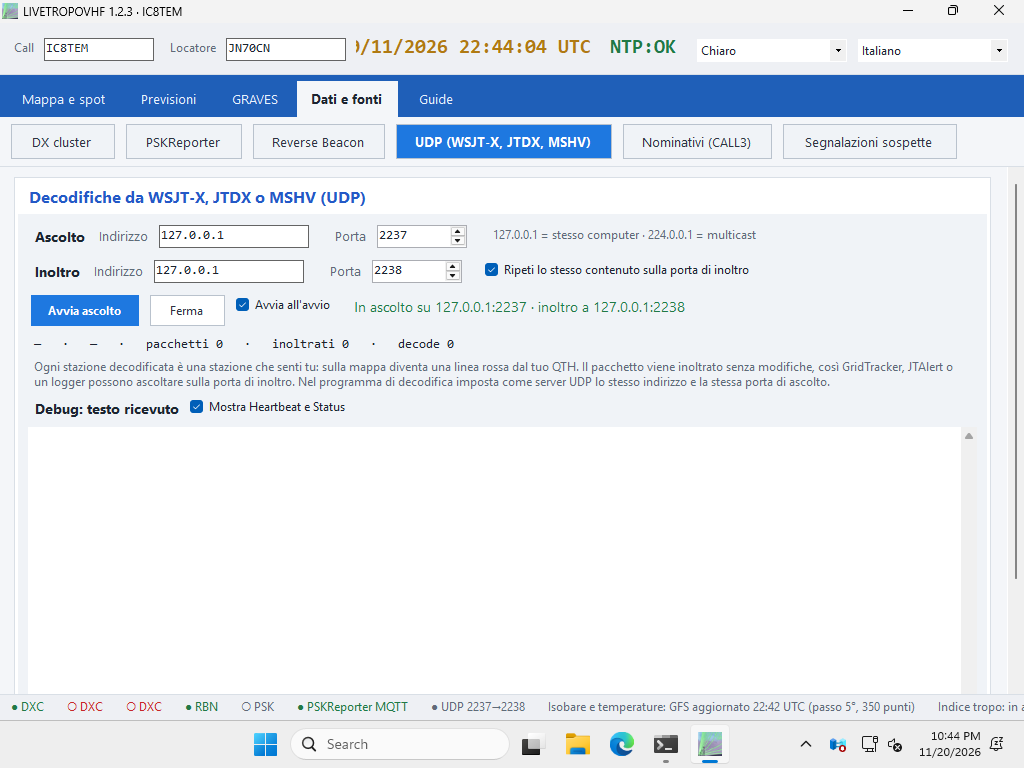 LIVETROPOVHF 1.2.3 · IC8TEM
Call IC8TEM Locatore JN70CN 0/11/2026 22:44:04 UTC NTP:OK Chiaro Italiano
Mappa e spot Previsioni GRAVES Dati e fonti Guide
DX cluster PSKReporter Reverse Beacon UDP (WSJT-X, JTDX, MSHV) Nominativi (CALL3) Segnalazioni sospette
Decodifiche da WSJT-X, JTDX o MSHV (UDP)
Ascolto Indirizzo 127.0.0.1 Porta 2237 127.0.0.1 = stesso computer · 224.0.0.1 = multicast
Inoltro Indirizzo 127.0.0.1 Porta 2238 Ripeti lo stesso contenuto sulla porta di inoltro
Avvia ascolto Ferma Avvia all'avvio In ascolto su 127.0.0.1:2237 · inoltro a 127.0.0.1:2238
— · — · pacchetti 0 · inoltrati 0 · decode 0
Ogni stazione decodificata è una stazione che senti tu: sulla mappa diventa una linea rossa dal tuo QTH. Il pacchetto viene inoltrato senza modifiche, così GridTracker, JTAlert o
un logger possono ascoltare sulla porta di inoltro. Nel programma di decodifica imposta come server UDP lo stesso indirizzo e la stessa porta di ascolto.
Debug: testo ricevuto Mostra Heartbeat e Status
● DXC ○ DXC ○ DXC ● RBN ○ PSK ● PSKReporter MQTT ● UDP 2237→2238 Isobare e temperature: GFS aggiornato 22:42 UTC (passo 5°, 350 punti) Indice tropo: in a
Search 10:44 PM
11/20/2026